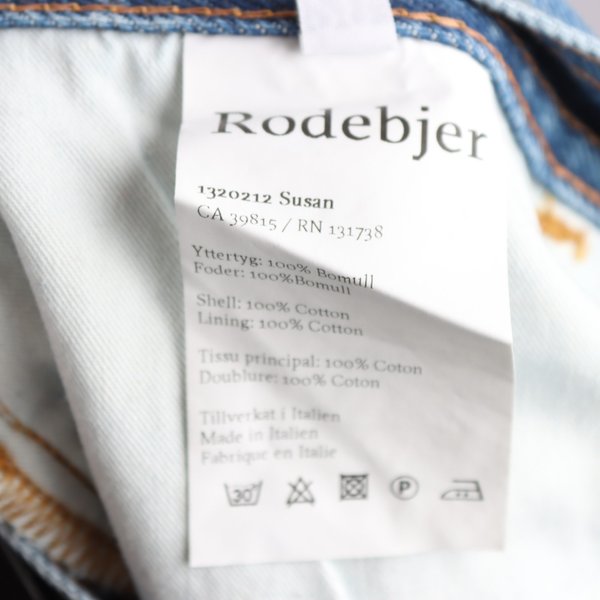 Rodebjer
1320212 Susan
CA 39815 / RN 131738
Yttertyg: 100% Bomull
Foder: 100%Bomull
Shell: 100% Cotton
Lining: 100% Cotton
Tissu principal: 100% Coton
Doublure: 100% Coton
Tillverkat i Italien
Made in Italien
Fabrique en Italie
30 P